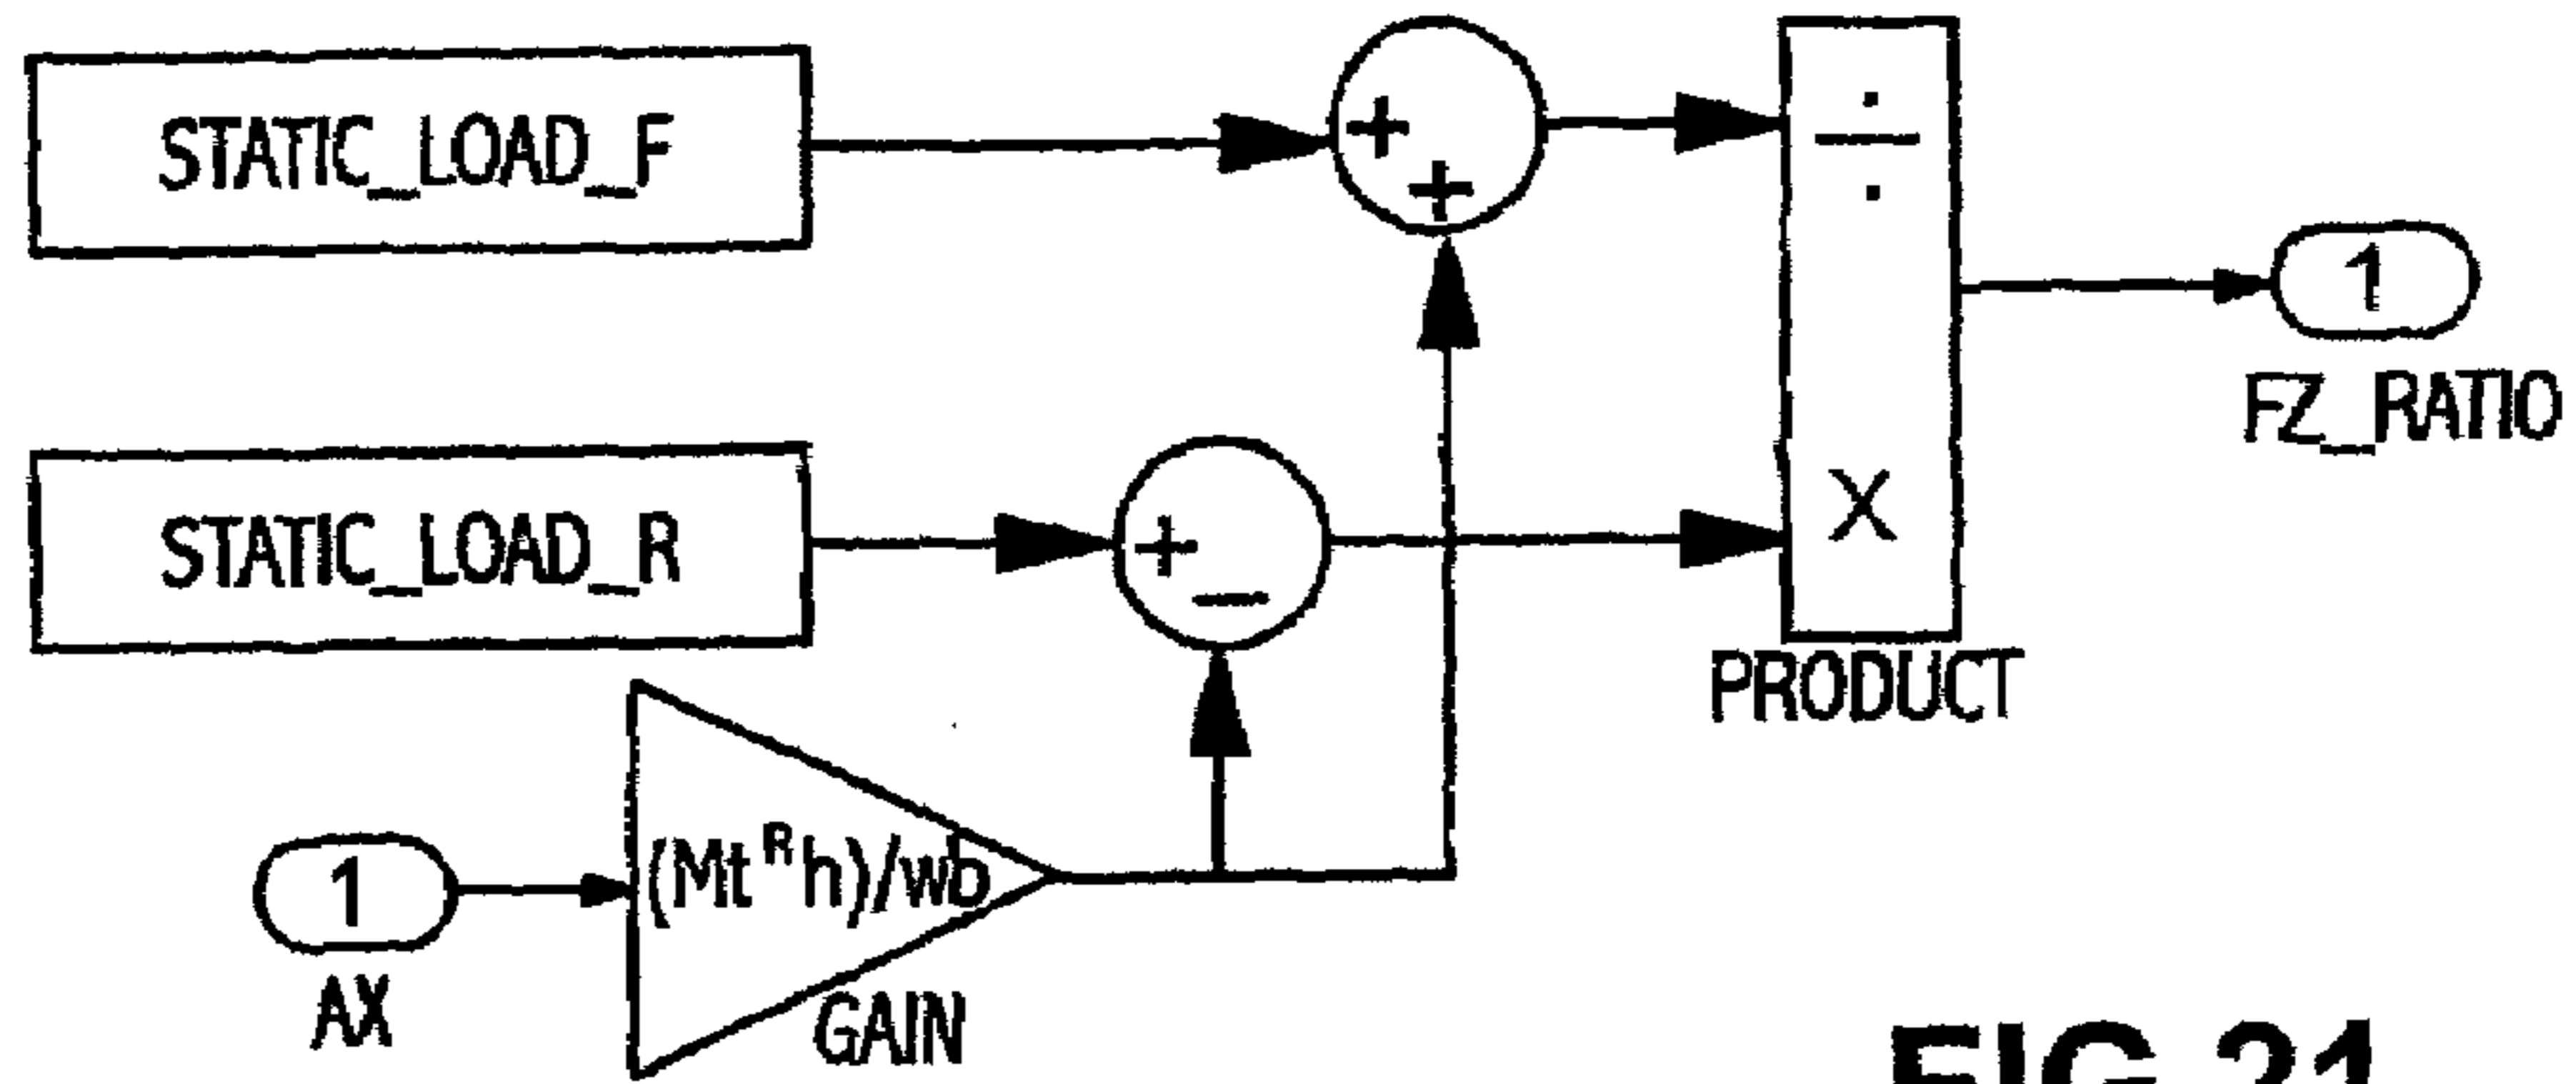 STATIC_LOAD_F
+
+
÷
1
FZ_RATIO
STATIC_LOAD_R
+
−
X
PRODUCT
(Mt^R h)/wb
1
AX
GAIN
FIG 21